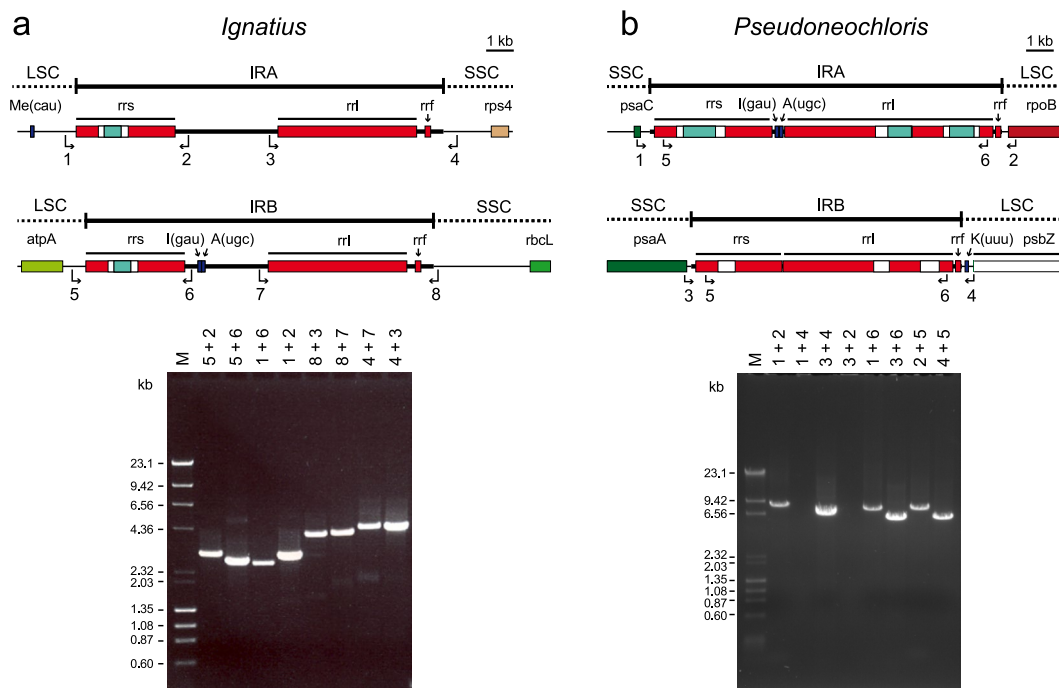 a Ignatius
1 kb
LSC IRA SSC
Me(cau) rrs rrl rrf rps4
1 2 3 4
LSC IRB SSC
atpA rrs I(gau) A(ugc) rrl rrf rbcL
5 6 7 8
M 5 + 2 5 + 6 1 + 6 1 + 2 8 + 3 8 + 7 4 + 7 4 + 3
kb
23.1
9.42
6.56
4.36
2.32
2.03
1.35
1.08
0.87
0.60
b Pseudoneochloris
1 kb
SSC IRA LSC
psaC rrs I(gau) A(ugc) rrl rrf rpoB
1 5 6 2
SSC IRB LSC
psaA rrs rrl rrf K(uuu) psbZ
3 5 6 4
M 1 + 2 1 + 4 3 + 4 3 + 2 1 + 6 3 + 6 2 + 5 4 + 5
kb
23.1
9.42
6.56
2.32
2.03
1.35
1.08
0.87
0.60